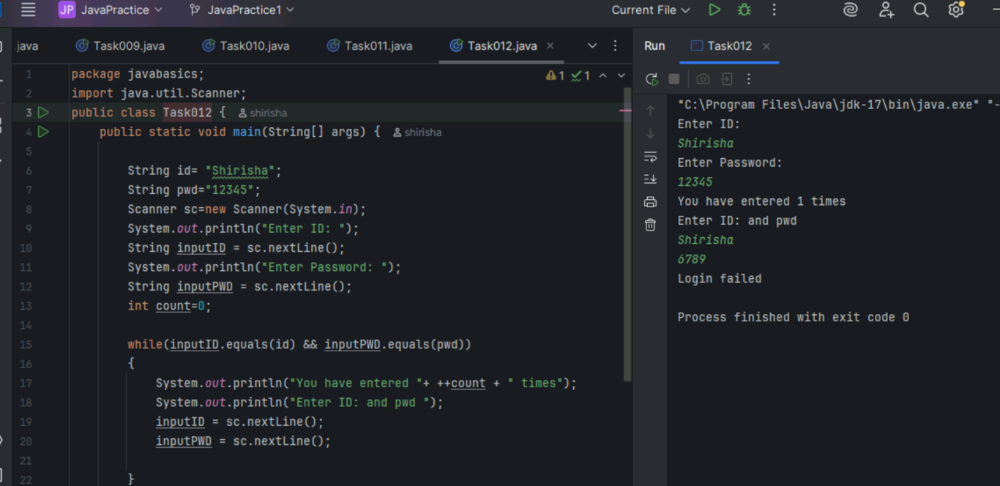 JP JavaPractice JavaPractice1 Current File
.java Task009.java Task010.java Task011.java Task012.java
Run Task012
1 package javabasics; 1 1
2 import java.util.Scanner;
3 public class Task012 { shirisha
4 public static void main(String[] args) { shirisha
5
6 String id= "Shirisha";
7 String pwd="12345";
8 Scanner sc=new Scanner(System.in);
9 System.out.println("Enter ID: ");
10 String inputID = sc.nextLine();
11 System.out.println("Enter Password: ");
12 String inputPWD = sc.nextLine();
13 int count=0;
14
15 while(inputID.equals(id) && inputPWD.equals(pwd))
16 {
17 System.out.println("You have entered "+ ++count + " times");
18 System.out.println("Enter ID: and pwd ");
19 inputID = sc.nextLine();
20 inputPWD = sc.nextLine();
21
22 }
"C:\Program Files\Java\jdk-17\bin\java.exe" "-
Enter ID:
Shirisha
Enter Password:
12345
You have entered 1 times
Enter ID: and pwd
Shirisha
6789
Login failed
Process finished with exit code 0